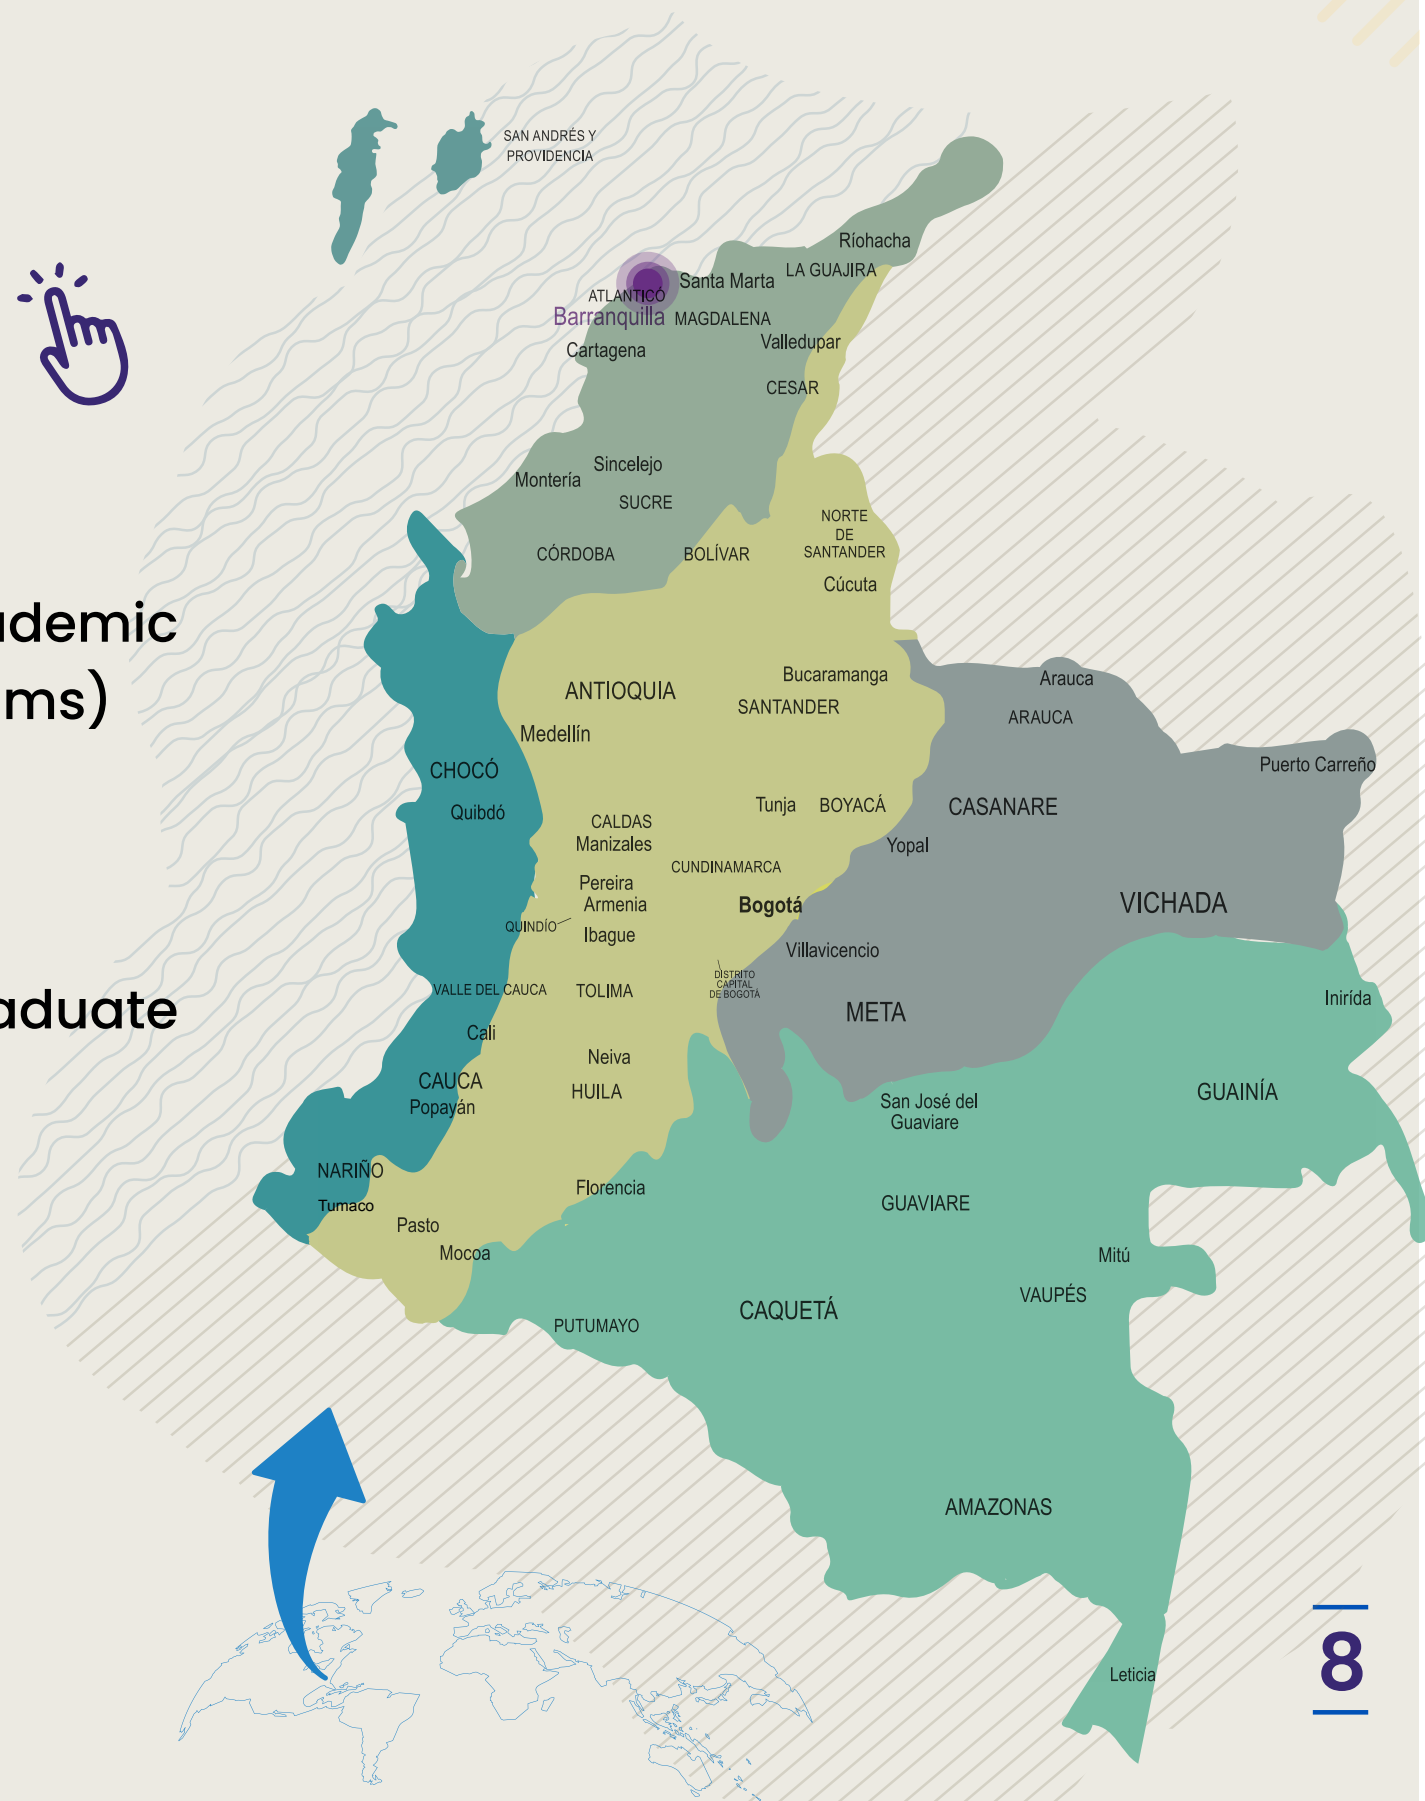 SAN ANDRÉS Y
PROVIDENCIA
Ríohacha
LA GUAJIRA
Santa Marta
ATLANTICÓ
Barranquilla
MAGDALENA
Valledupar
Cartagena
CESAR
Sincelejo
Montería
SUCRE
NORTE
DE
SANTANDER
CÓRDOBA
BOLÍVAR
Cúcuta
ademic
ms)
Bucaramanga
Arauca
ANTIOQUIA
SANTANDER
ARAUCA
Medellín
CHOCÓ
Puerto Carreño
Quibdó
Tunja
BOYACÁ
CASANARE
CALDAS
Manizales
Yopal
CUNDINAMARCA
Pereira
Armenia
Bogotá
VICHADA
QUINDÍO
Ibague
Villavicencio
DISTRITO
CAPITAL
DE BOGOTÁ
VALLE DEL CAUCA
TOLIMA
aduate
META
Inirída
Cali
Neiva
CAUCA
HUILA
GUAINÍA
Popayán
San José del
Guaviare
NARIÑO
Florencia
Tumaco
GUAVIARE
Pasto
Mocoa
Mitú
VAUPÉS
CAQUETÁ
PUTUMAYO
AMAZONAS
Leticia
8